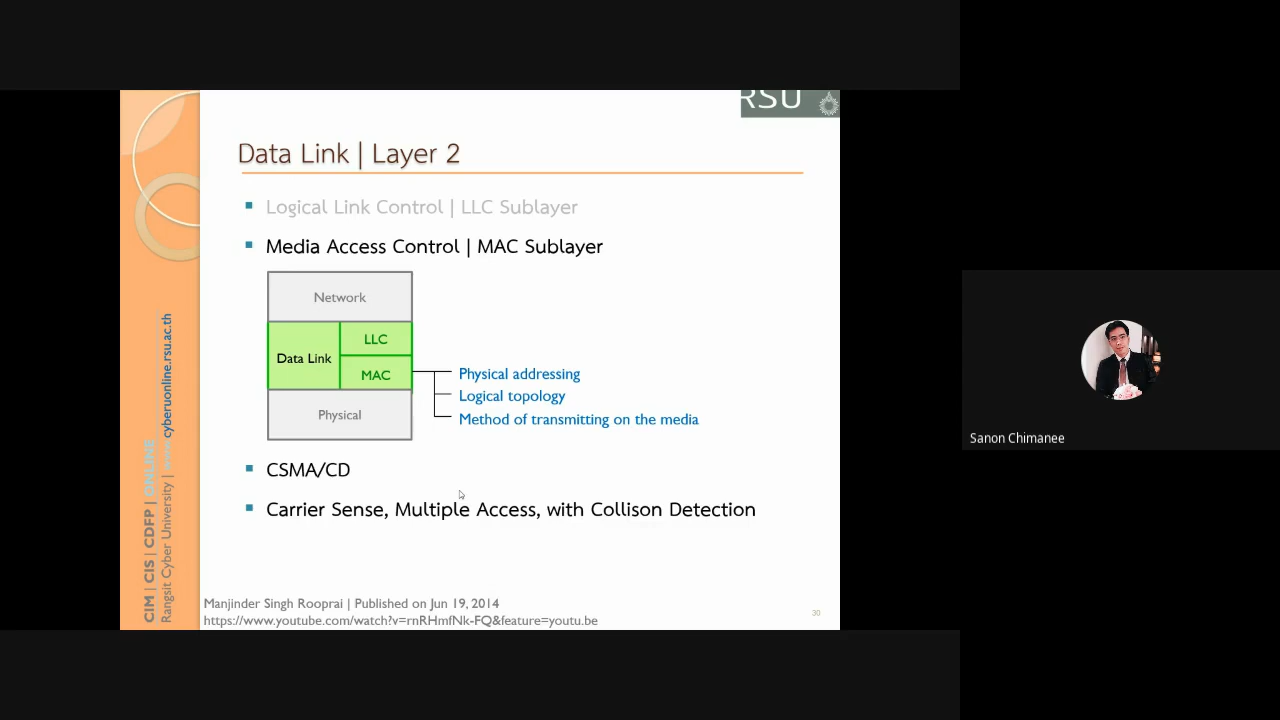 RSU
Data Link | Layer 2
Logical Link Control | LLC Sublayer
Media Access Control | MAC Sublayer
Network
Data Link
LLC
MAC
Physical
Physical addressing
Logical topology
Method of transmitting on the media
CSMA/CD
Carrier Sense, Multiple Access, with Collison Detection
Manjinder Singh Rooprai | Published on Jun 19, 2014
https://www.youtube.com/watch?v=rnRHmfNk-FQ&feature=youtu.be
30
CIM | CIS | CDFP | ONLINE
Rangsit Cyber University | www.cyberuonline.rsu.ac.th
Sanon Chimanee